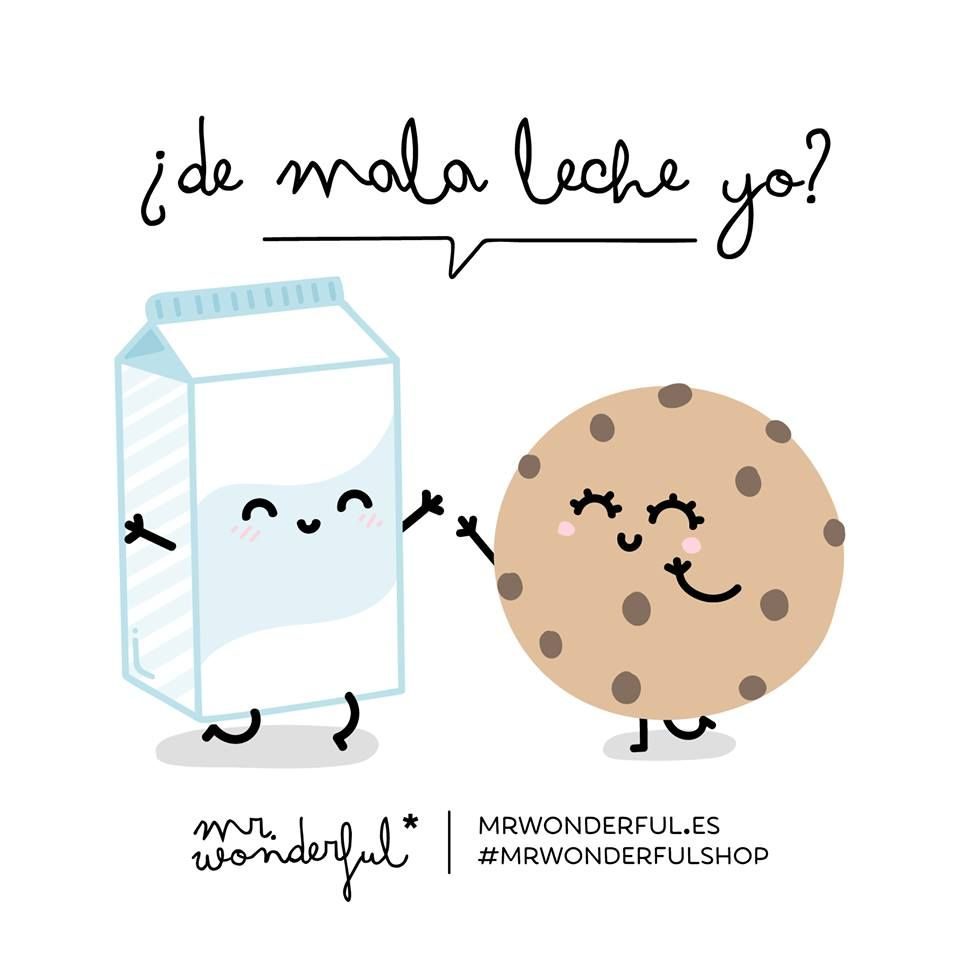 ¿de mala leche yo?
mr.
wonderful*
MRWONDERFUL.ES
#MRWONDERFULSHOP